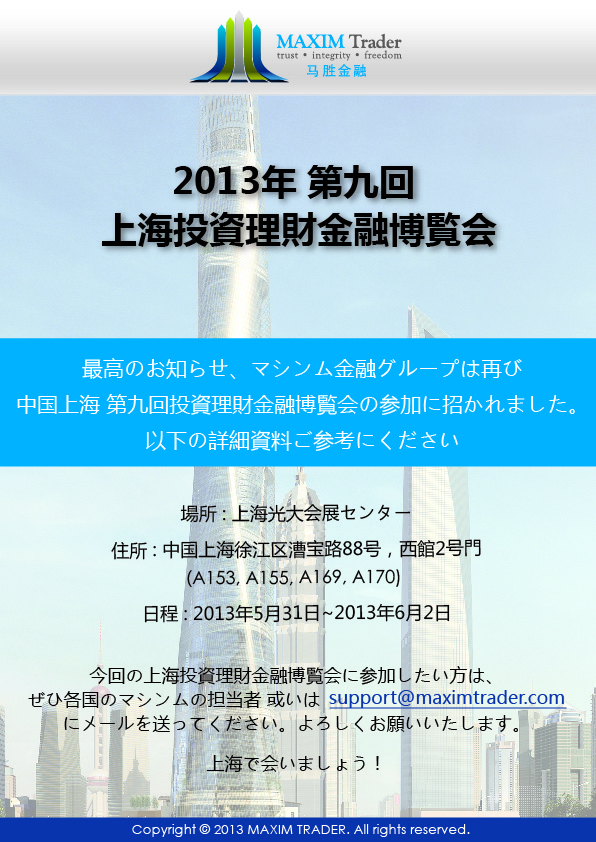 MAXIM Trader
trust • integrity • freedom
马胜金融
2013年 第九回
上海投資理財金融博覧会
最高のお知らせ、マシンム金融グループは再び
中国上海 第九回投資理財金融博覧会の参加に招かれました。
以下の詳細資料ご参考にください
場所 : 上海光大会展センター
住所 : 中国上海徐江区漕宝路88号，西館2号門
(A153, A155, A169, A170)
日程 : 2013年5月31日~2013年6月2日
今回の上海投資理財金融博覧会に参加したい方は、
ぜひ各国のマシンムの担当者 或いは support@maximtrader.com
にメールを送ってください。よろしくお願いいたします。
上海で会いましょう！
Copyright © 2013 MAXIM TRADER. All rights reserved.